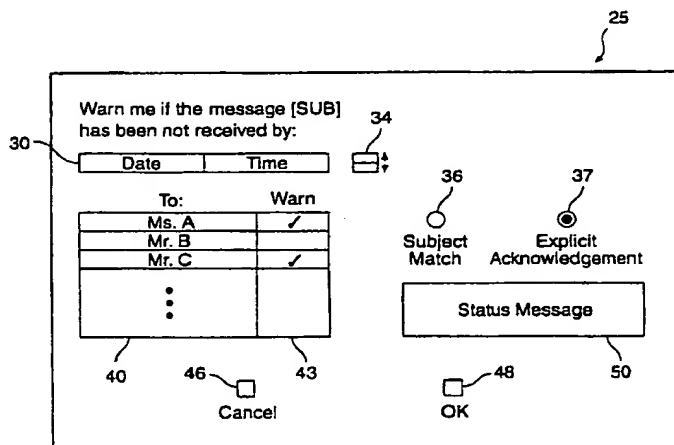 25
Warn me if the message [SUB]
has been not received by:
34
30
Date Time
To: Warn
36 37
Ms. A ✓
Mr. B
Mr. C ✓
Subject
Match
Explicit
Acknowledgement
Status Message
40 43 50
46 48
Cancel OK